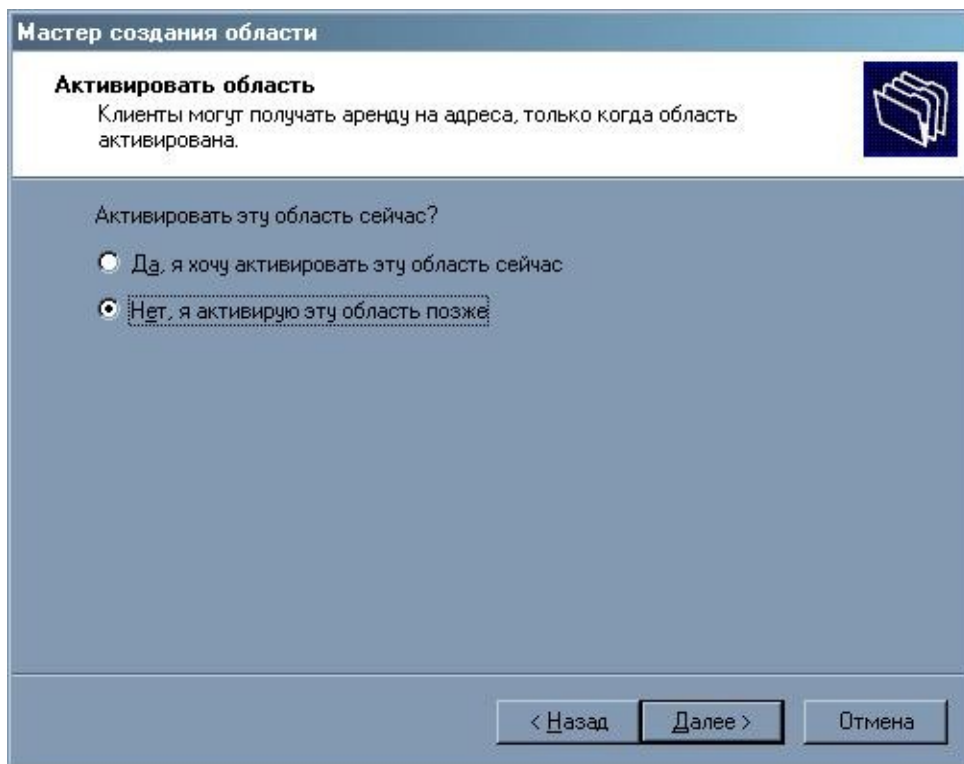 Мастер создания области
Активировать область
Клиенты могут получать аренду на адреса, только когда область
активирована.
Активировать эту область сейчас?
Да, я хочу активировать эту область сейчас
Нет, я активирую эту область позже
< Назад
Далее >
Отмена